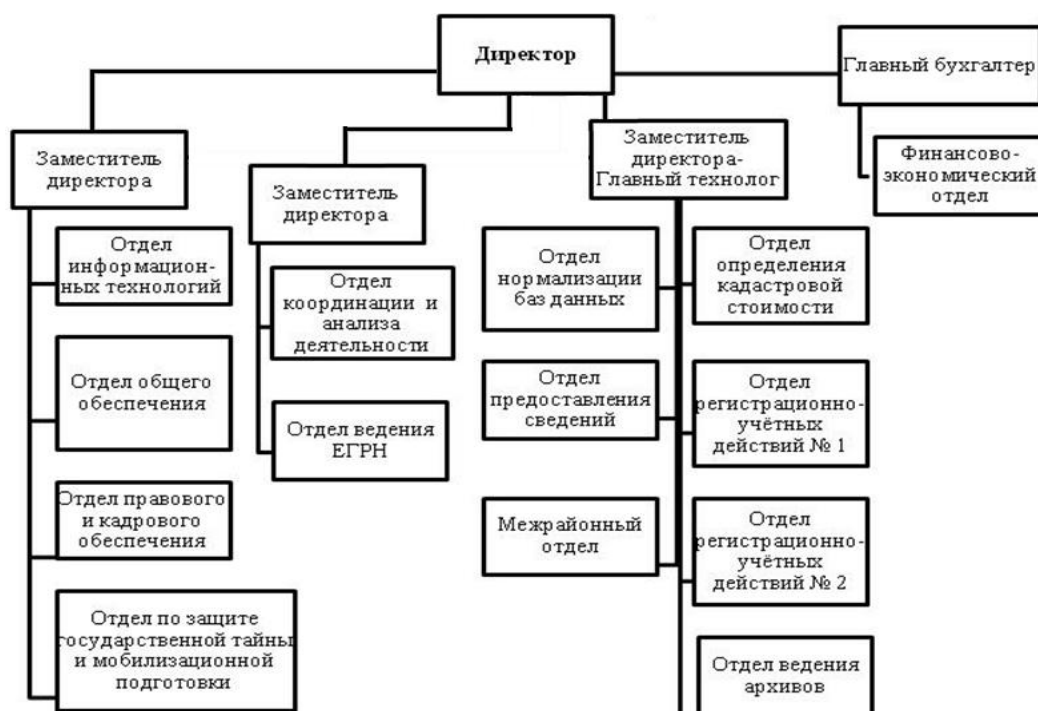 Директор
Главный бухгалтер
Финансово-
экономический
отдел
Заместитель
директора
Отдел
информацион-
ных технологий
Отдел общего
обеспечения
Отдел правового
и кадрового
обеспечения
Отдел по защите
государственной тайны
и мобилизационной
подготовки
Заместитель
директора
Отдел
координации и
анализа
деятельности
Отдел ведения
ЕГРН
Заместитель
директора-
Главный технолог
Отдел
нормализации
баз данных
Отдел
предоставления
сведений
Межрайонный
отдел
Отдел
определения
кадастровой
стоимости
Отдел
регистрационно-
учётных
действий № 1
Отдел
регистрационно-
учётных
действий № 2
Отдел ведения
архивов